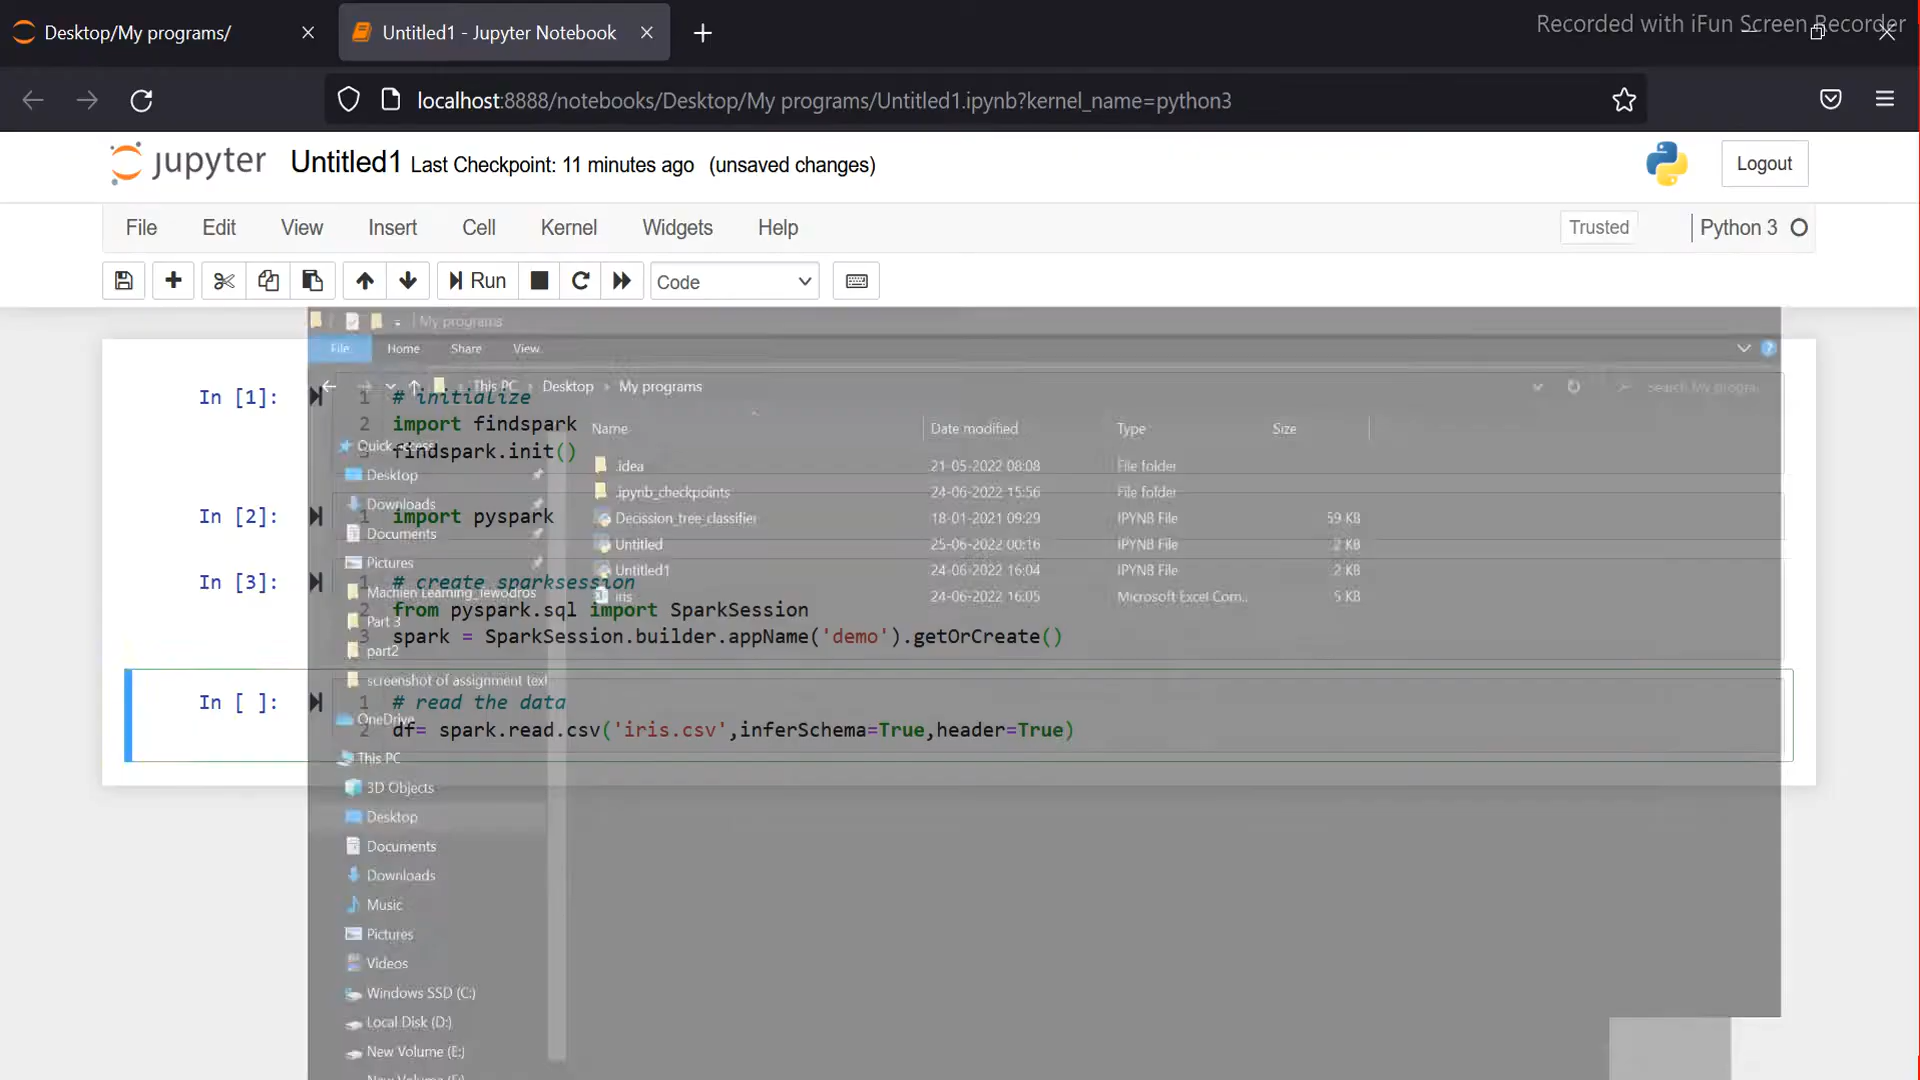 Desktop/My programs/
Untitled1 - Jupyter Notebook
Recorded with iFun Screen Recorder
localhost:8888/notebooks/Desktop/My programs/Untitled1.ipynb?kernel_name=python3
jupyter Untitled1 Last Checkpoint: 11 minutes ago (unsaved changes)
Logout
File Edit View Insert Cell Kernel Widgets Help
Trusted
Python 3
Run
Code
My programs
File Home Share View
This PC Desktop My programs
Search My progra...
In [1]:
1 # initialize
2 import findspark
3 findspark.init()
In [2]:
1 import pyspark
In [3]:
1 # create sparksession
2 from pyspark.sql import SparkSession
3 spark = SparkSession.builder.appName('demo').getOrCreate()
In [ ]:
1 # read the data
2 df= spark.read.csv('iris.csv',inferSchema=True,header=True)
Name Date modified Type Size
.idea 21-05-2022 08:08 File folder
.ipynb_checkpoints 24-06-2022 15:56 File folder
Decission_tree_classifier 18-01-2021 09:29 IPYNB File 59 KB
Untitled 25-06-2022 00:16 IPYNB File 2 KB
Untitled1 24-06-2022 16:04 IPYNB File 2 KB
iris 24-06-2022 16:05 Microsoft Excel Com... 5 KB
Quick access
Desktop
Downloads
Documents
Pictures
Machien Learning_Tewodros
Part 3
part2
screenshot of assignment text
OneDrive
This PC
3D Objects
Desktop
Documents
Downloads
Music
Pictures
Videos
Windows SSD (C:)
Local Disk (D:)
New Volume (E:)